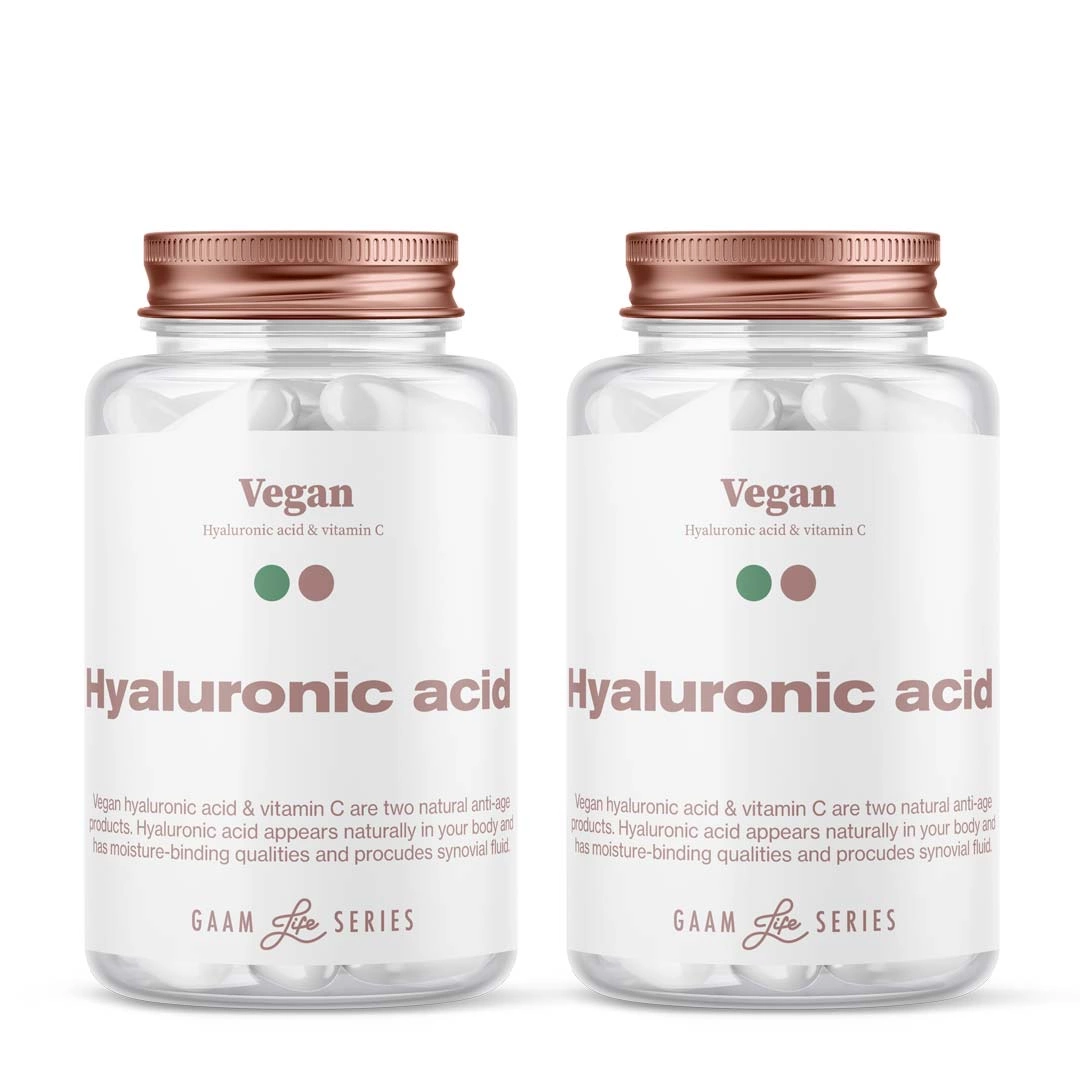 Vegan
Hyaluronic acid & vitamin C
Hyaluronic acid
Vegan hyaluronic acid & vitamin C are two natural anti-age
products. Hyaluronic acid appears naturally in your body and
has moisture-binding qualities and procudes synovial fluid.
GAAM Life SERIES
Vegan
Hyaluronic acid & vitamin C
Hyaluronic acid
Vegan hyaluronic acid & vitamin C are two natural anti-age
products. Hyaluronic acid appears naturally in your body and
has moisture-binding qualities and procudes synovial fluid.
GAAM Life SERIES